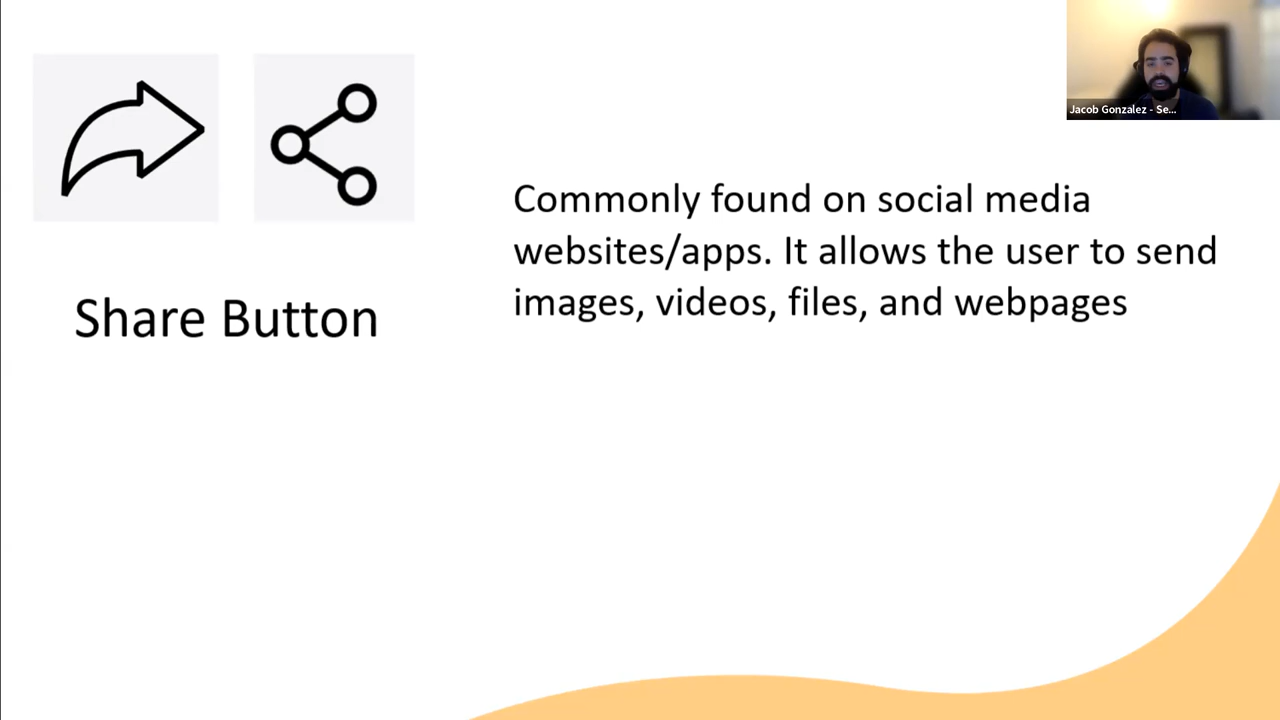 Jacob Gonzalez - Se...
Commonly found on social media
websites/apps. It allows the user to send
images, videos, files, and webpages
Share Button